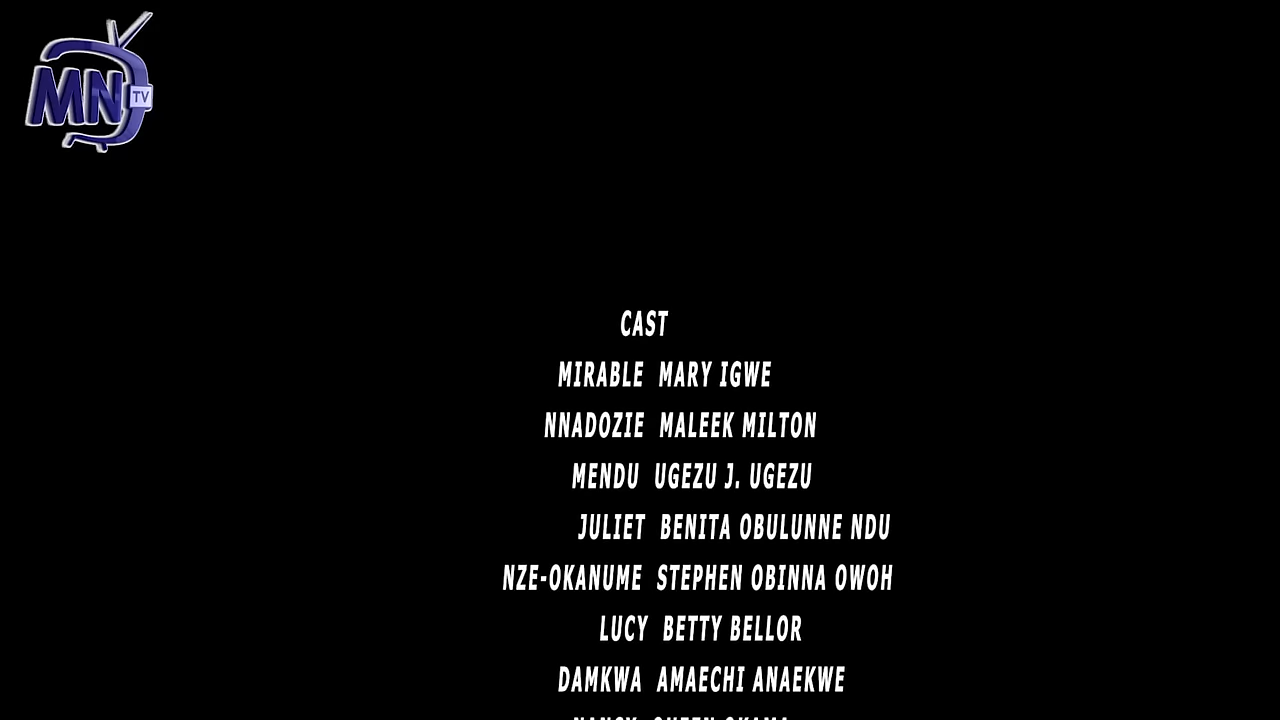 MN
TV
CAST
MIRABLE MARY IGWE
NNADOZIE MALEEK MILTON
MENDU UGEZU J. UGEZU
JULIET BENITA OBULUNNE NDU
NZE-OKANUME STEPHEN OBINNA OWOH
LUCY BETTY BELLOR
DAMKWA AMAECHI ANAEKWE